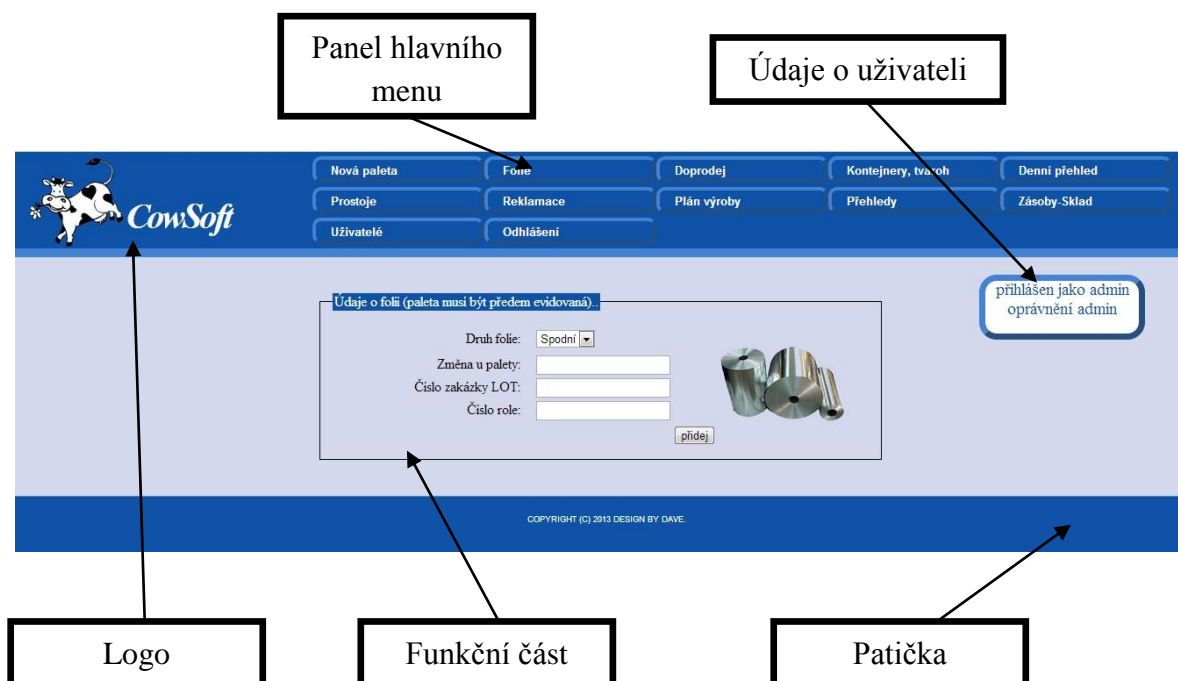 Panel hlavního
menu
Údaje o uživateli
CowSoft
Nová paleta
Folie
Doprodej
Kontejnery, tvaroh
Denní přehled
Prostoje
Reklamace
Plán výroby
Přehledy
Zásoby-Sklad
Uživatelé
Odhlášení
přihlášen jako admin
oprávnění admin
Údaje o folii (paleta musí být předem evidovaná)..
Druh folie: Spodní
Změna u palety:
Číslo zakázky LOT:
Číslo role:
přidej
COPYRIGHT (C) 2013 DESIGN BY DAVE.
Logo
Funkční část
Patička